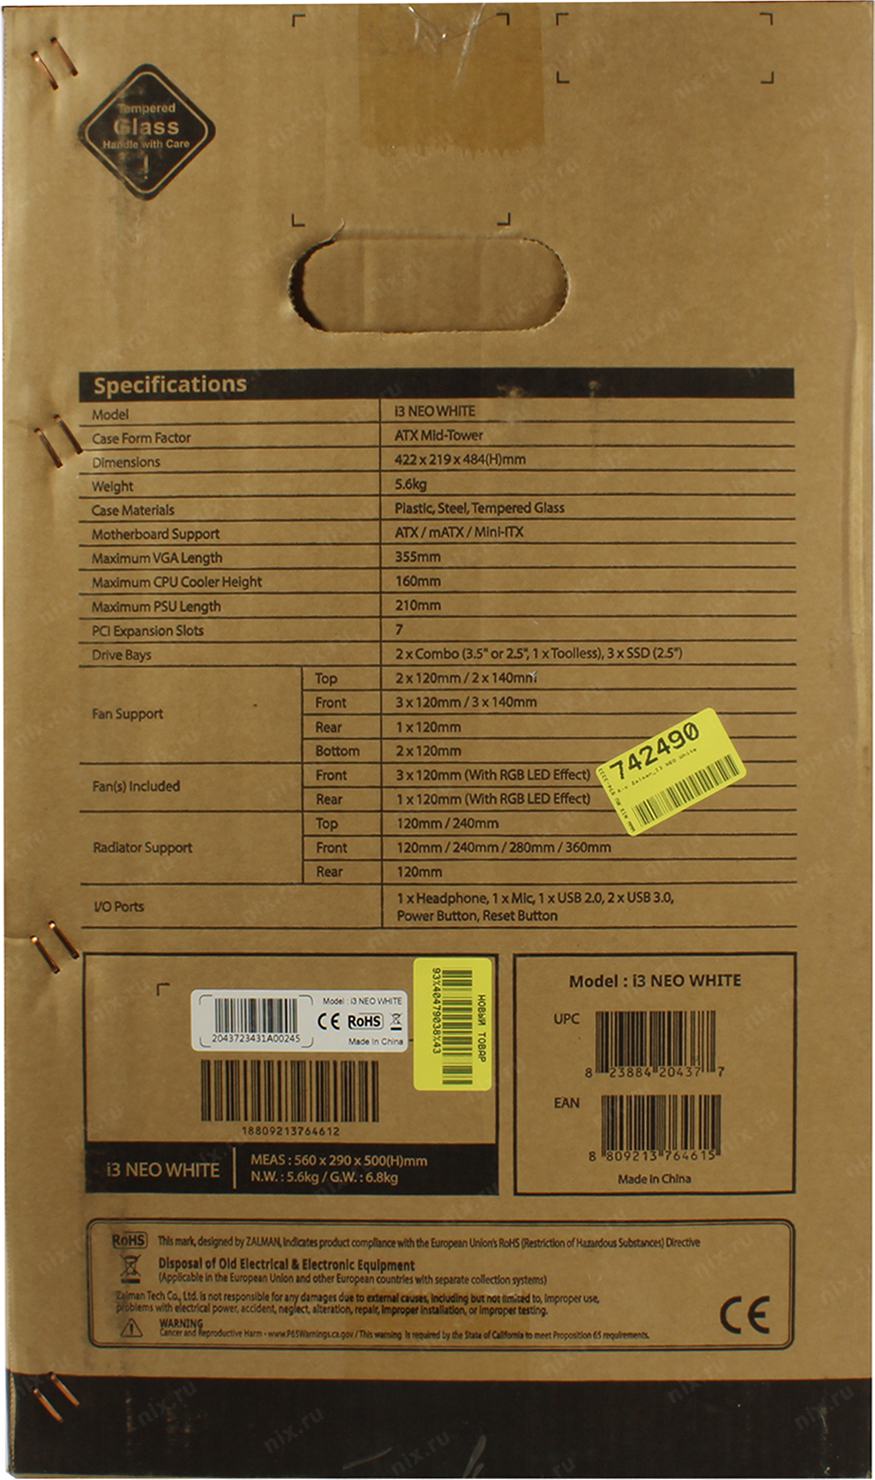 Tempered
Glass
Handle with Care
!
Specifications
Model i3 NEO WHITE
Case Form Factor ATX Mid-Tower
Dimensions 422 x 219 x 484(H)mm
Weight 5.6kg
Case Materials Plastic, Steel, Tempered Glass
Motherboard Support ATX / mATX / Mini-ITX
Maximum VGA Length 355mm
Maximum CPU Cooler Height 160mm
Maximum PSU Length 210mm
PCI Expansion Slots 7
Drive Bays 2 x Combo (3.5" or 2.5", 1 x Toolless), 3 x SSD (2.5")
Fan Support
Top 2 x 120mm / 2 x 140mm
Front 3 x 120mm / 3 x 140mm
Rear 1 x 120mm
Bottom 2 x 120mm
Fan(s) Included
Front 3 x 120mm (With RGB LED Effect)
Rear 1 x 120mm (With RGB LED Effect)
742490
Radiator Support
Top 120mm / 240mm
Front 120mm / 240mm / 280mm / 360mm
Rear 120mm
I/O Ports 1 x Headphone, 1 x Mic, 1 x USB 2.0, 2 x USB 3.0,
Power Button, Reset Button
Model : i3 NEO WHITE
2043723431A00245
CE RoHS
Made in China
НОВЫЙ ТОВАР
93%40479038%43
18809213764612
i3 NEO WHITE
MEAS : 560 x 290 x 500(H)mm
N.W. : 5.6kg / G.W. : 6.8kg
Model : i3 NEO WHITE
UPC
8 23884 20437 7
EAN
8 809213 764615
Made in China
RoHS This mark, designed by ZALMAN, indicates product compliance with the European Union's RoHS (Restriction of Hazardous Substances) Directive
Disposal of Old Electrical & Electronic Equipment
(Applicable in the European Union and other European countries with separate collection systems)
Zalman Tech Co., Ltd. is not responsible for any damages due to external causes, including but not limited to, improper use,
problems with electrical power, accident, neglect, alteration, repair, improper installation, or improper testing.
WARNING
Cancer and Reproductive Harm - www.P65Warnings.ca.gov / This warning is required by the State of California to meet Proposition 65 requirements.
CE
nix.ru